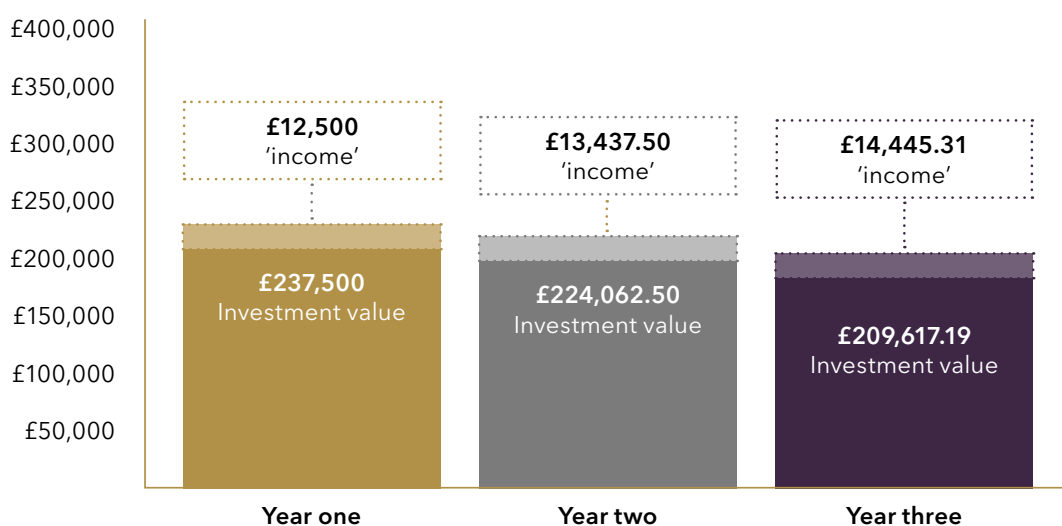 £400,000
£350,000
£300,000
£250,000
£200,000
£150,000
£100,000
£50,000
£12,500
‘income’
£13,437.50
‘income’
£14,445.31
‘income’
£237,500
Investment value
£224,062.50
Investment value
£209,617.19
Investment value
Year one
Year two
Year three